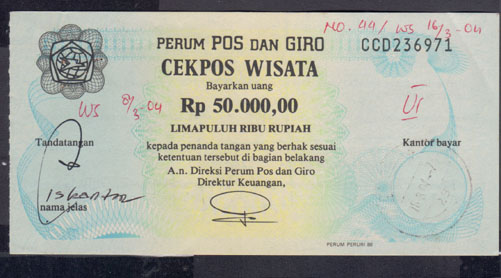 NO. 44/WS 16/3-04
PERUM POS DAN GIRO
CCD236971
CEKPOS WISATA
Bayarkan uang
WS 8/3-04
Rp 50.000,00
VI
LIMAPULUH RIBU RUPIAH
Tandatangan
kepada penanda tangan yang berhak sesuai
Kantor bayar
ketentuan tersebut di bagian belakang
A.n. Direksi Perum Pos dan Giro
Direktur Keuangan,
Iskandar
nama jelas
PERUM PERURI 86